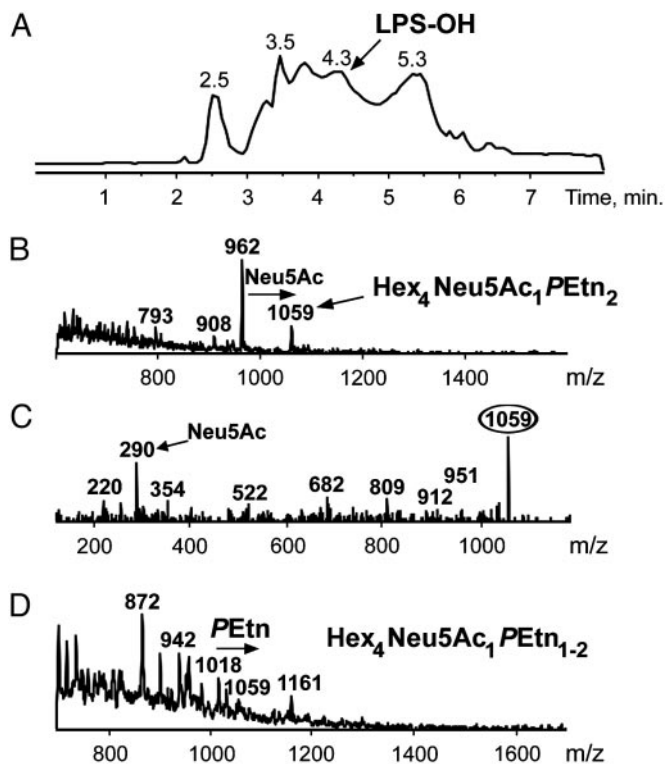 A
LPS-OH
2.5 3.5 4.3 5.3
1 2 3 4 5 6 7 Time, min.
B
962
Neu5Ac
Hex4 Neu5Ac1 PEtn2
793 908 1059
800 1000 1200 1400 m/z
C
1059
290 Neu5Ac
220 354 522 682 809 912 951
200 400 600 800 1000 m/z
D
872
PEtn Hex4 Neu5Ac1 PEtn1-2
942 1018 1059 1161
800 1000 1200 1400 1600 m/z